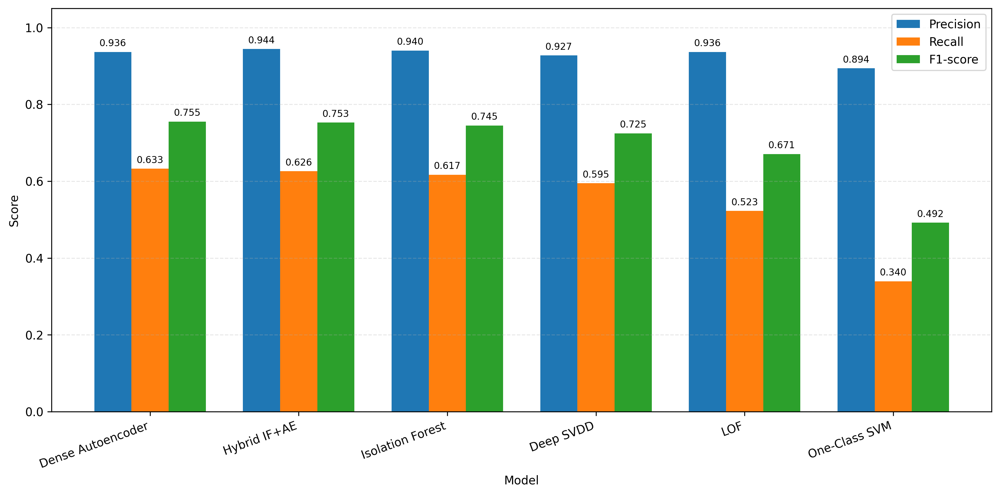 Precision
Recall
F1-score
1.0
0.8
0.6
0.4
0.2
0.0
Score
0.936
0.633
0.755
0.944
0.626
0.753
0.940
0.617
0.745
0.927
0.595
0.725
0.936
0.523
0.671
0.894
0.340
0.492
Dense Autoencoder
Hybrid IF+AE
Isolation Forest
Deep SVDD
LOF
One-Class SVM
Model